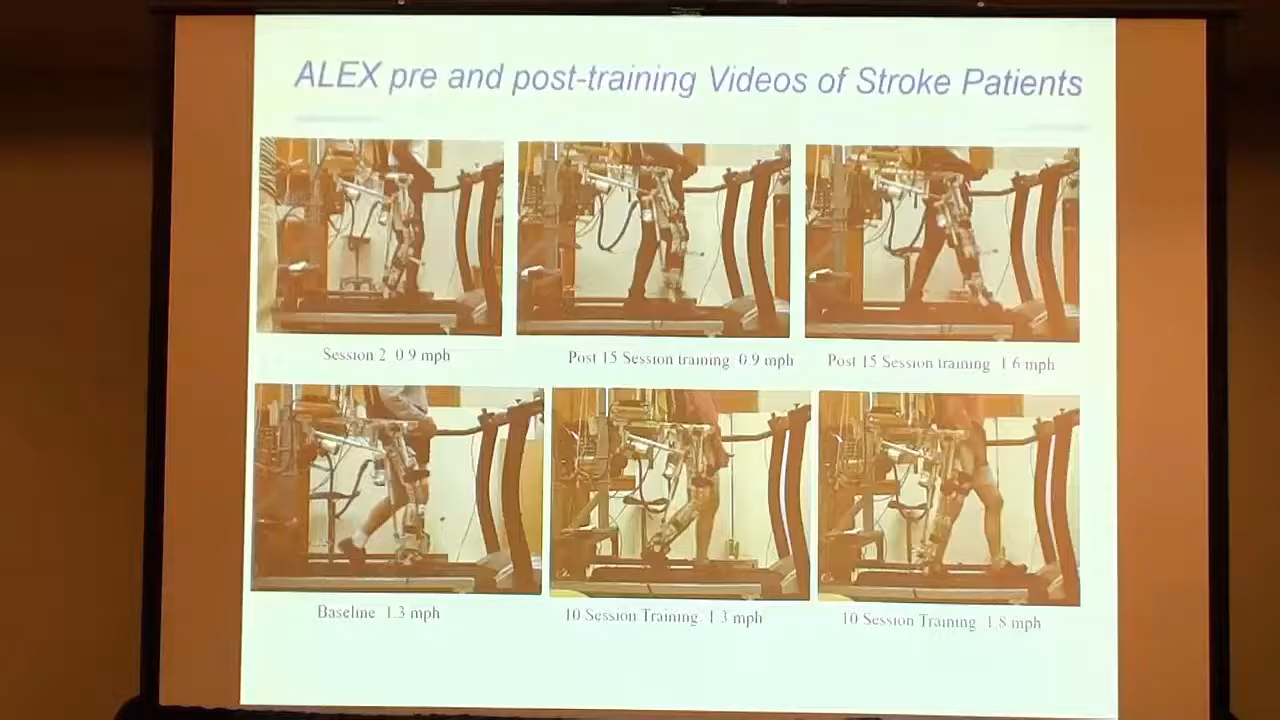 ALEX pre and post-training Videos of Stroke Patients
Session 2 0.9 mph
Post 15 Session training 0.9 mph
Post 15 Session training 1.6 mph
Baseline 1.3 mph
10 Session Training. 1.3 mph
10 Session Training 1.8 mph